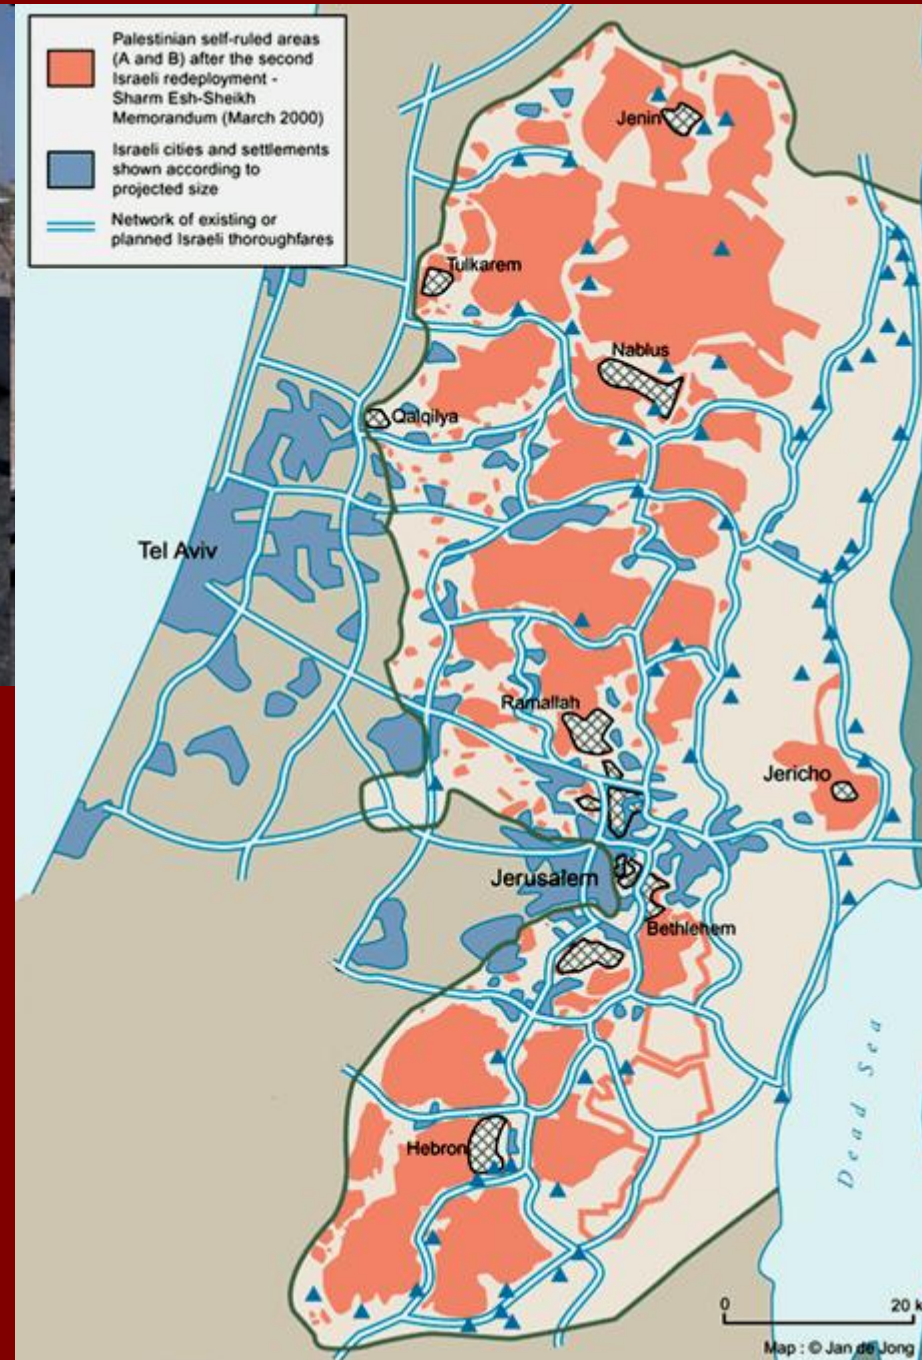 Palestinian self-ruled areas
(A and B) after the second
Israeli redeployment -
Sharm Esh-Sheikh
Memorandum (March 2000)
Israeli cities and settlements
shown according to
projected size
Network of existing or
planned Israeli thoroughfares
Jenin
Tulkarem
Nablus
Qalqilya
Tel Aviv
Ramallah
Jericho
Jerusalem
Bethlehem
Hebron
Dead Sea
0 20 k
Map : © Jan de Jong